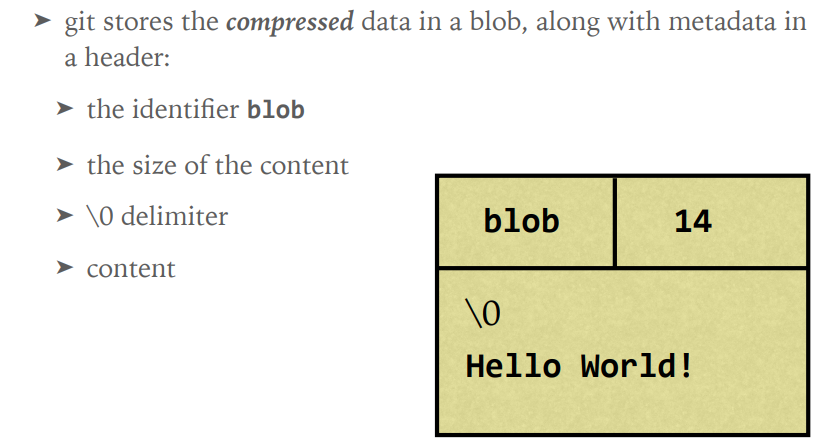 ➤ git stores the compressed data in a blob, along with metadata in
a header:
➤ the identifier blob
➤ the size of the content
➤ \0 delimiter
➤ content
blob 14
\0
Hello World!